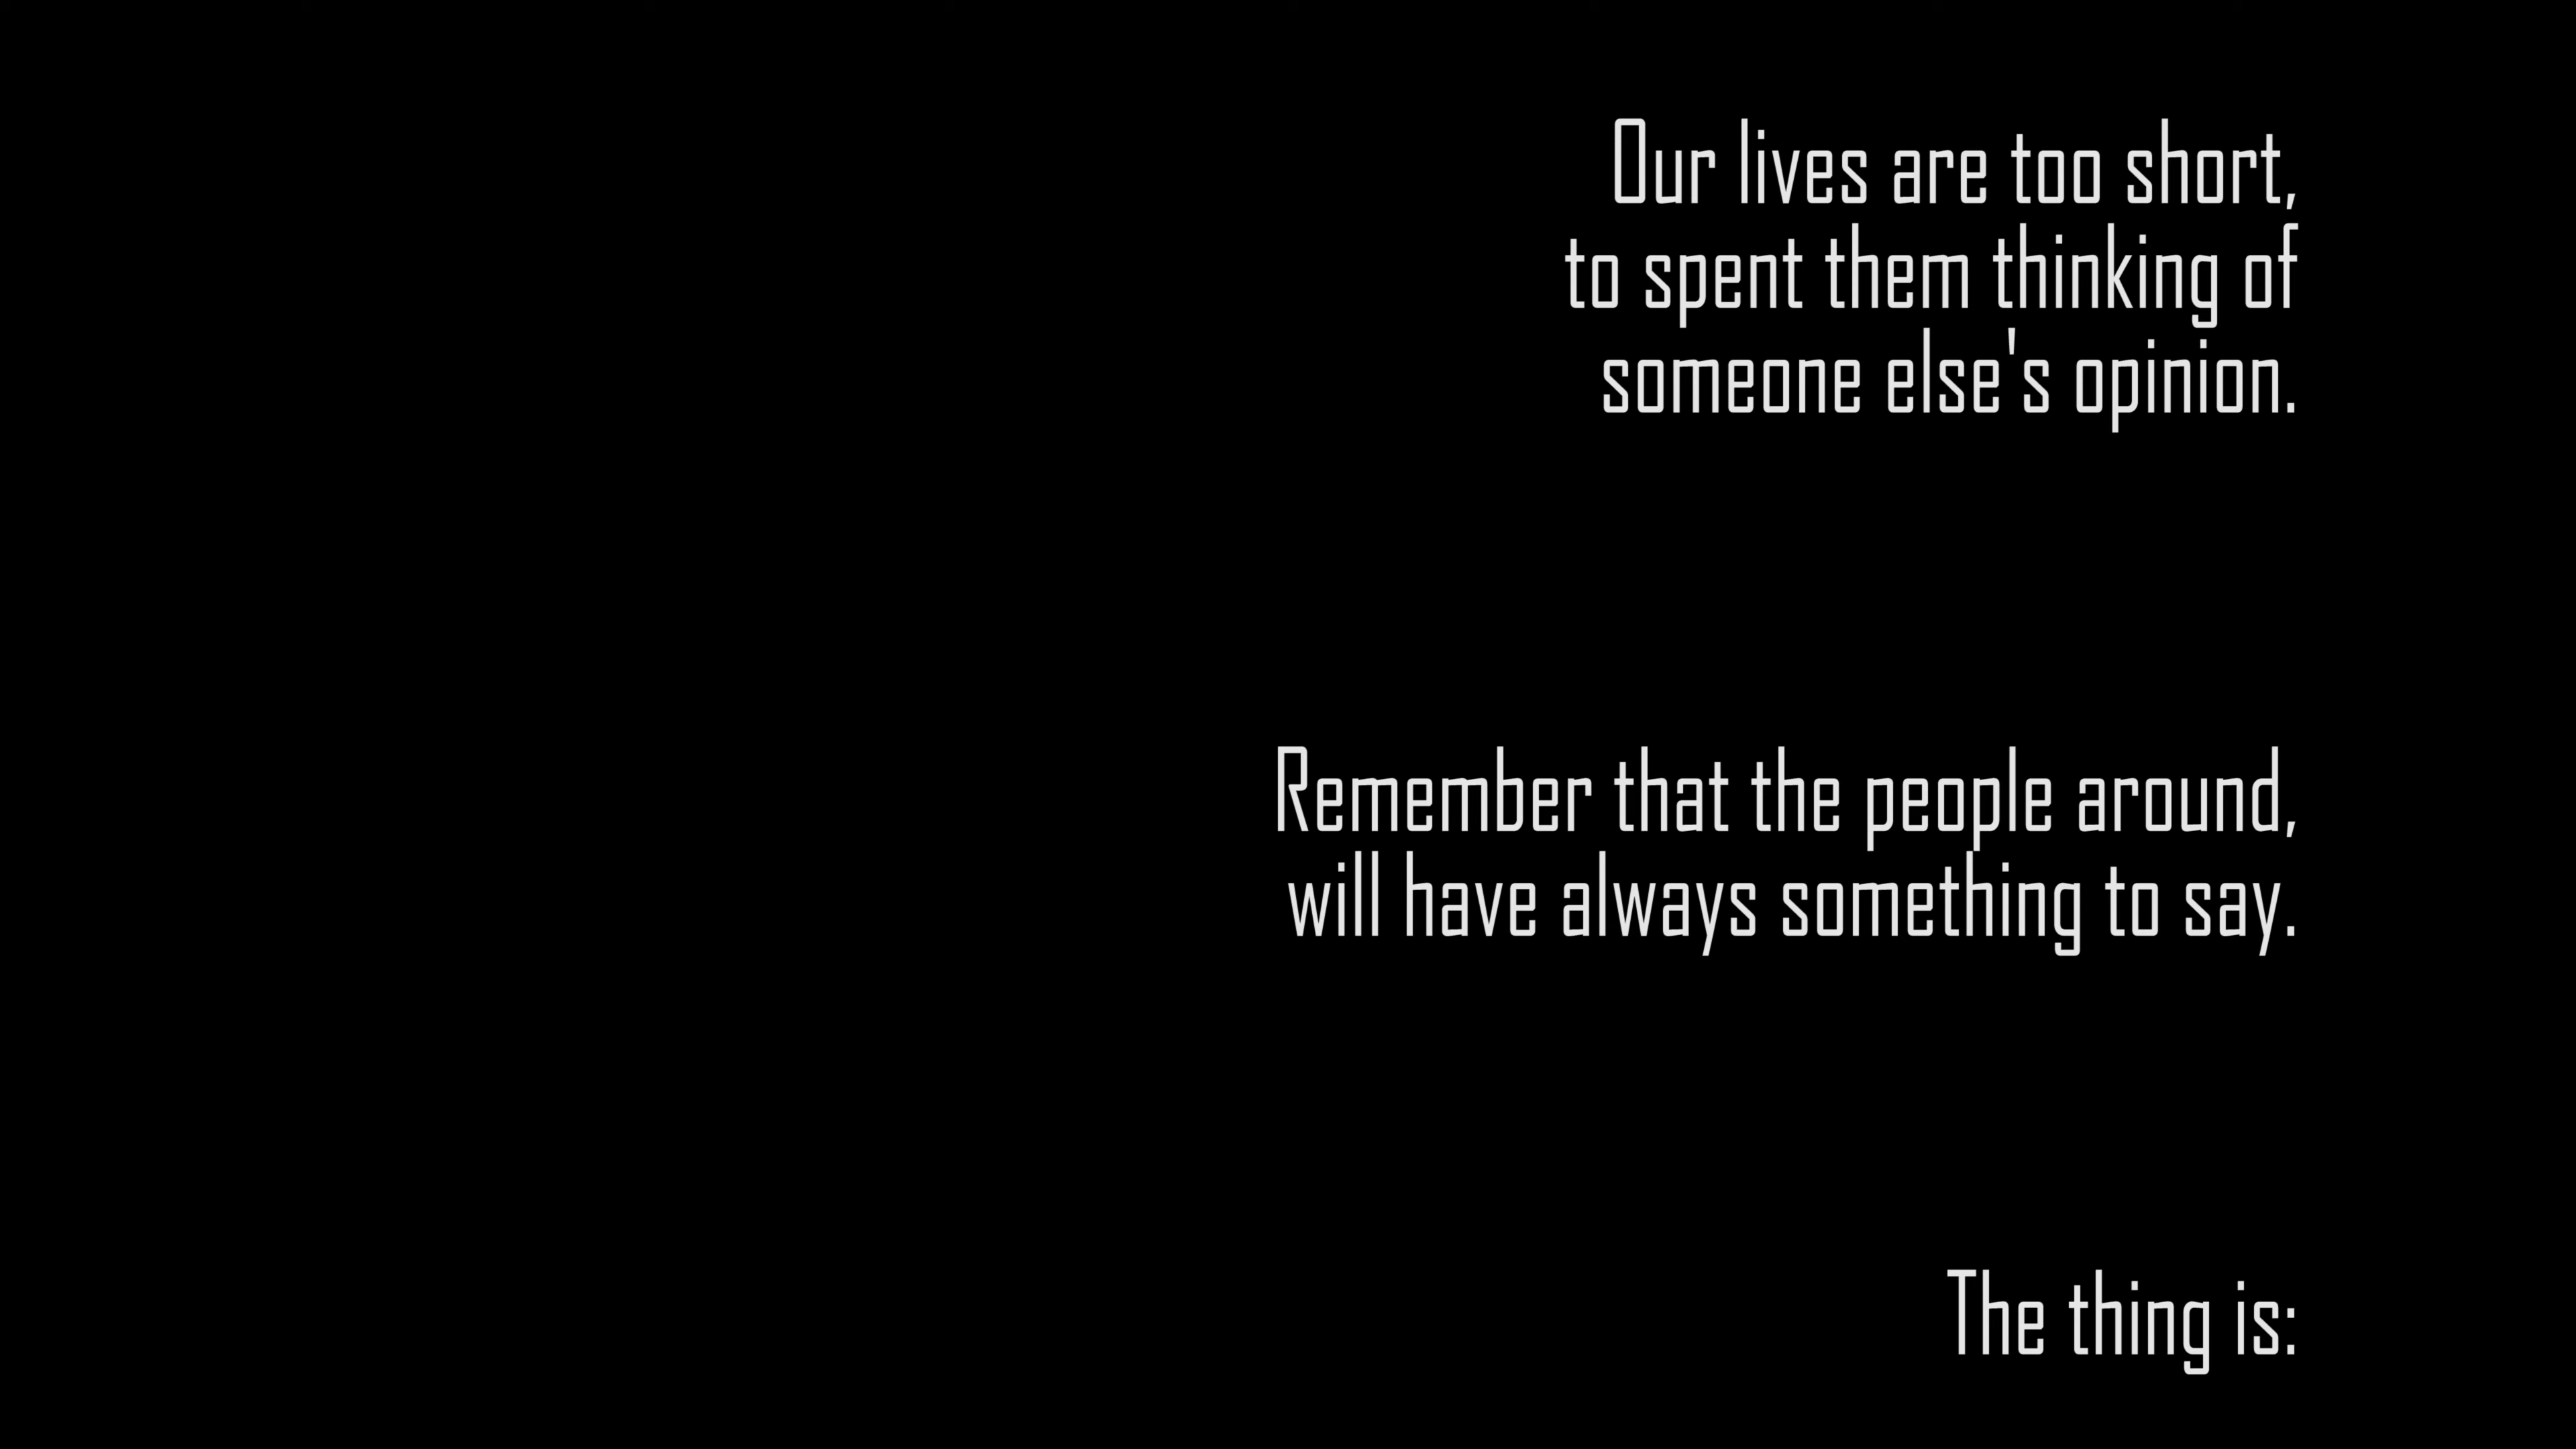 Our lives are too short,
to spent them thinking of
someone else's opinion.
Remember that the people around,
will have always something to say.
The thing is: